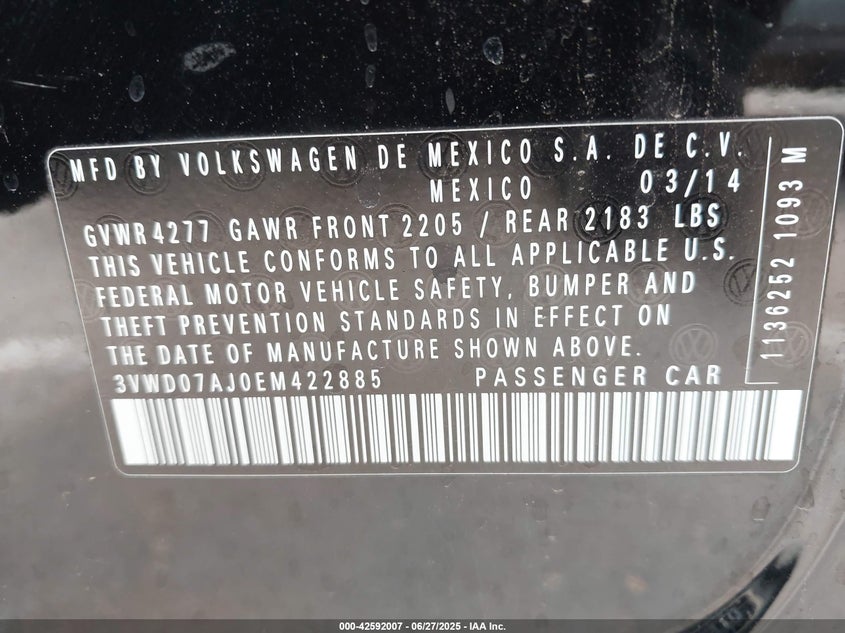 MFD BY VOLKSWAGEN DE MEXICO S.A. DE C.V.
MEXICO 03/14
GVWR 4277 GAWR FRONT 2205 / REAR 2183 LBS
THIS VEHICLE CONFORMS TO ALL APPLICABLE U.S.
FEDERAL MOTOR VEHICLE SAFETY, BUMPER AND
THEFT PREVENTION STANDARDS IN EFFECT ON
THE DATE OF MANUFACTURE SHOWN ABOVE.
3VWD07AJ0EM422885 PASSENGER CAR
1136252 1093 M
000-42592007 - 06/27/2025 - IAA Inc.